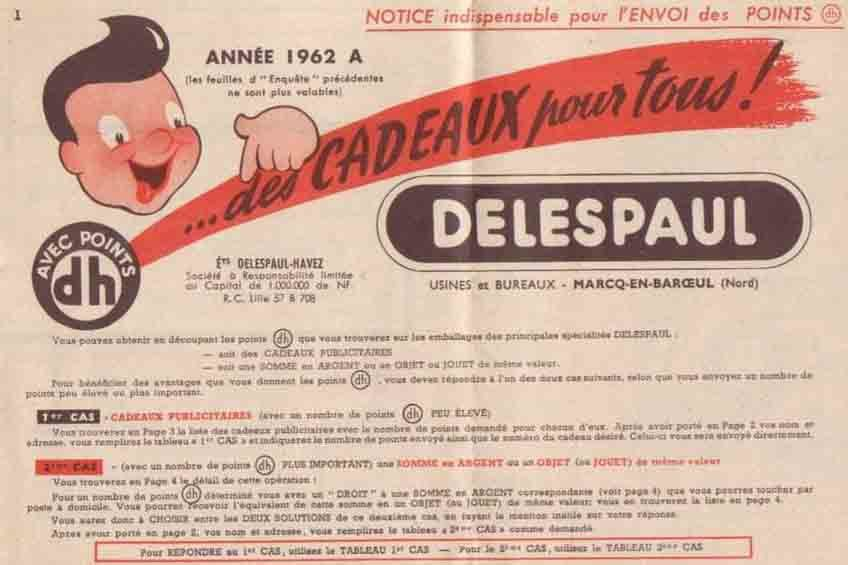 1
NOTICE indispensable pour l'ENVOI des POINTS dh
ANNÉE 1962 A
(les feuilles d "Enquête" précédentes
ne sont plus valables)
...des CADEAUX pour tous!
DELESPAUL
AVEC POINTS
dh
ÉTS DELESPAUL-HAVEZ
Société à Responsabilité limitée
au Capital de 1.000.000 de NF
R.C. Lille 57 B 708
USINES et BUREAUX - MARCQ-EN-BARŒUL (Nord)
Vous pouvez obtenir en découpant les points dh que vous trouverez sur les emballages des principales spécialités DELESPAUL :
— soit des CADEAUX PUBLICITAIRES
— soit une SOMME en ARGENT ou un OBJET ou JOUET de même valeur.
Pour bénéficier des avantages que vous donnent les points dh, vous devez répondre à l'un des deux cas suivants, selon que vous envoyez un nombre de
points peu élevé ou plus important.
1er CAS - CADEAUX PUBLICITAIRES (avec un nombre de points dh PEU ÉLEVÉ)
Vous trouverez en Page 3 la liste des cadeaux publicitaires avec le nombre de points demandé pour chacun d'eux. Après avoir porté en Page 2 vos nom et
adresse, vous remplirez le tableau « 1er CAS » et indiquerez le nombre de points envoyé ainsi que le numéro du cadeau désiré. Celui-ci vous sera envoyé directement.
2ème CAS - (avec un nombre de points dh PLUS IMPORTANT) une SOMME en ARGENT ou un OBJET (ou JOUET) de même valeur
Vous trouverez en Page 4 le détail de cette opération :
Pour un nombre de points dh déterminé vous avez un "DROIT" à une SOMME en ARGENT correspondante (voir page 4) que vous pourrez toucher par
poste à domicile. Vous pourrez recevoir l'équivalent de cette somme en un OBJET (ou JOUET) de même valeur; vous en trouverez la liste en page 4.
Vous aurez donc à CHOISIR entre les DEUX SOLUTIONS de ce deuxième cas, en rayant la mention inutile sur votre réponse.
Après avoir porté en page 2, vos nom et adresse, vous remplirez le tableau « 2ème CAS » comme demandé.
Pour REPONDRE au 1er CAS, utilisez le TABLEAU 1er CAS — Pour le 2ème CAS, utilisez le TABLEAU 2ème CAS